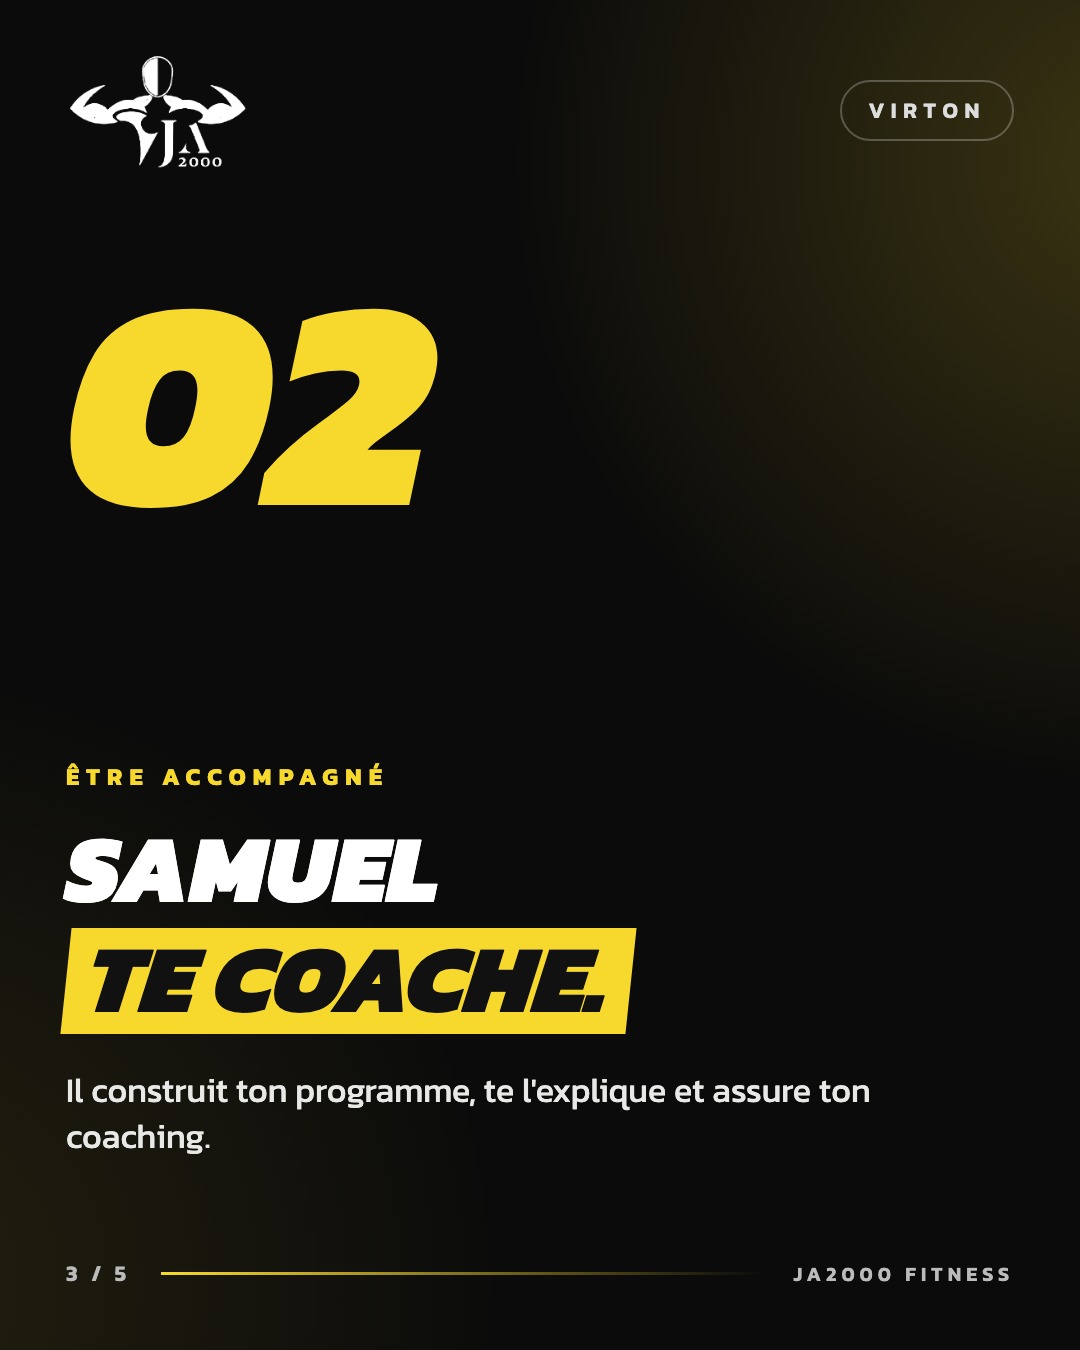 JA
2000
VIRTON
02
ÊTRE ACCOMPAGNÉ
SAMUEL
TE COACHE.
Il construit ton programme, te l'explique et assure ton
coaching.
3 / 5
JA2000 FITNESS